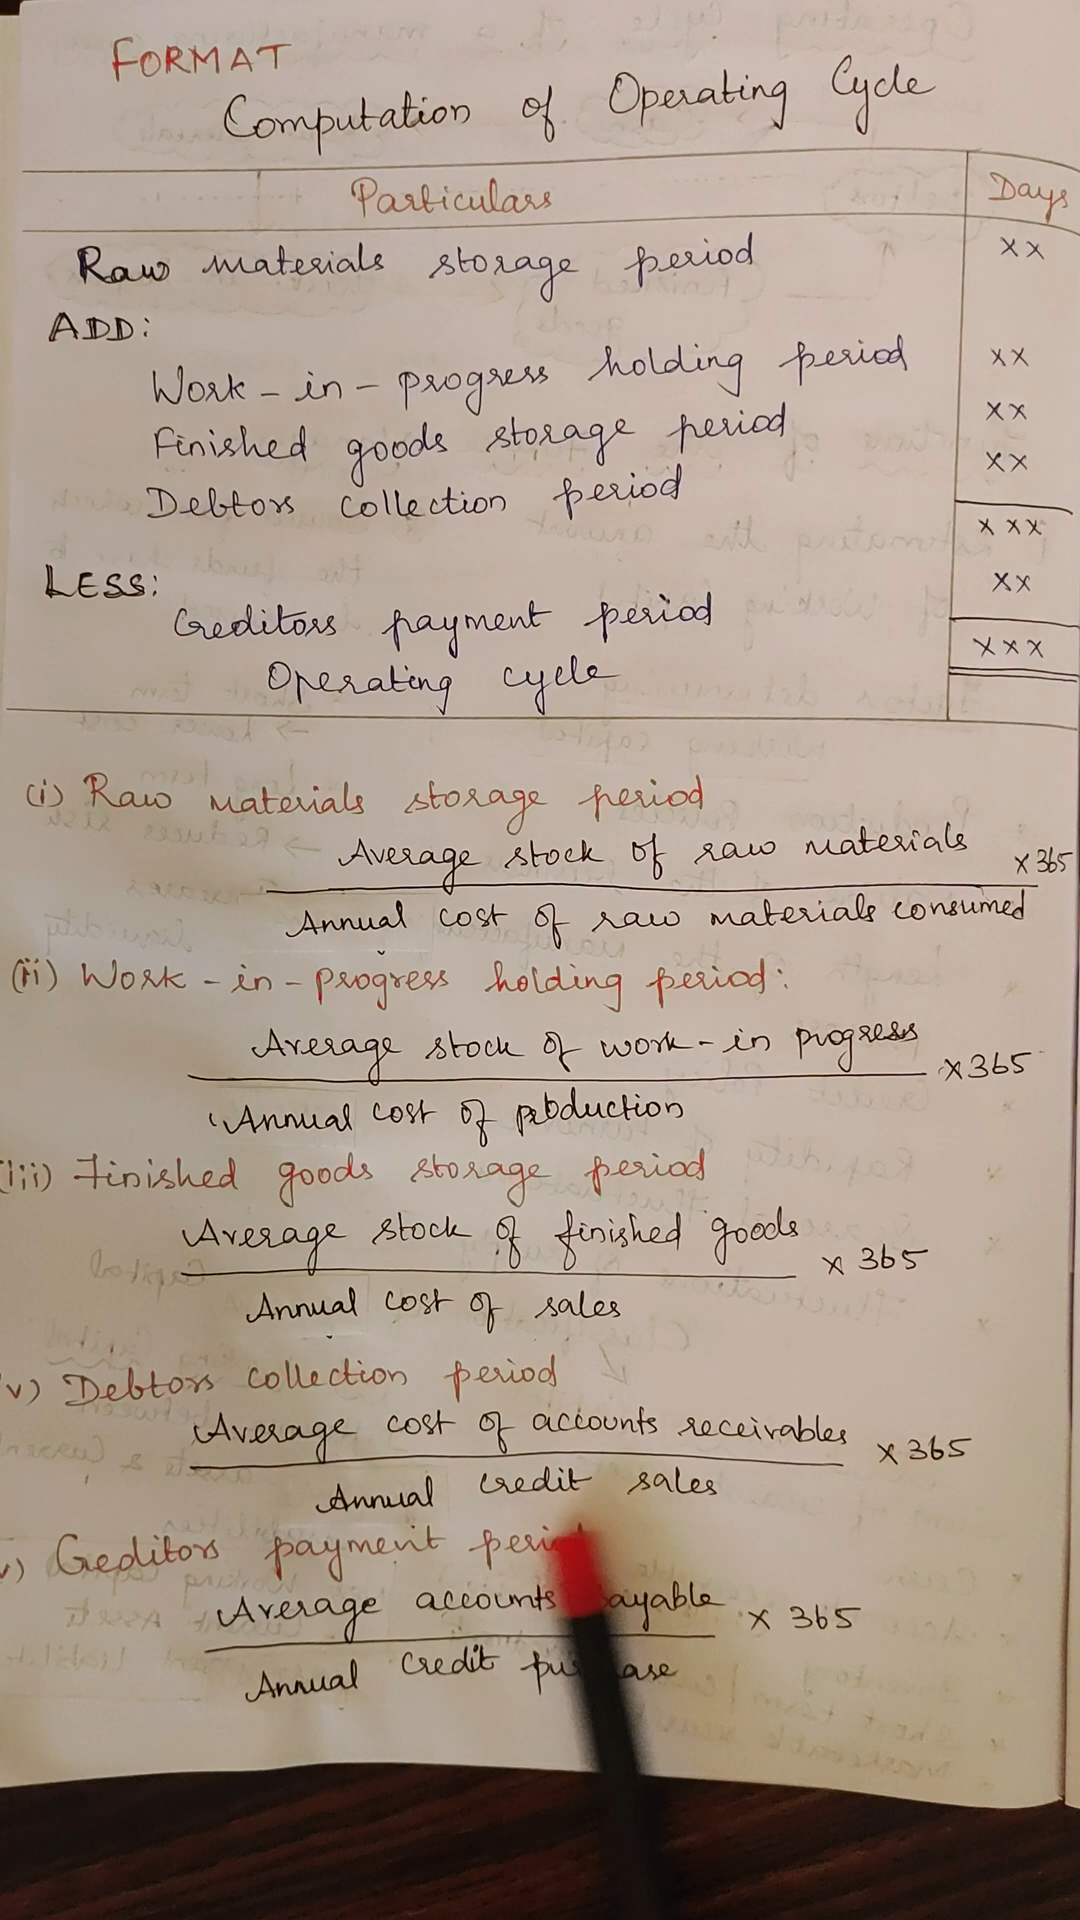 FORMAT
Computation of Operating Cycle
Particulars Days
Raw materials storage period xx
ADD:
Work-in-progress holding period xx
Finished goods storage period xx
Debtors collection period xx
xxx
LESS:
Creditors payment period xx
Operating cycle xxx
(i) Raw materials storage period
Average stock of raw materials x 365
Annual cost of raw materials consumed
(ii) Work-in-progress holding period:
Average stock of work-in progress x 365
Annual cost of production
(iii) Finished goods storage period
Average stock of finished goods x 365
Annual cost of sales
v) Debtors collection period
Average cost of accounts receivables x 365
Annual credit sales
v) Creditors payment
Average accounts x 365
Annual Credit